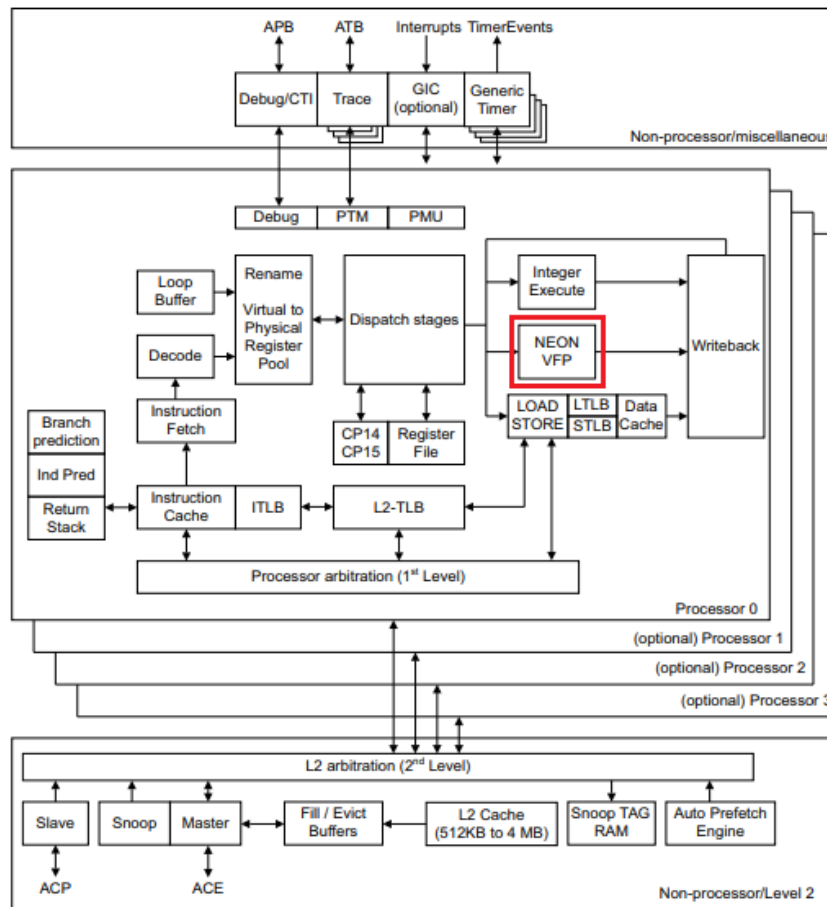 APB
ATB
Interrupts
TimerEvents
Debug/CTI
Trace
GIC
(optional)
Generic
Timer
Non-processor/miscellaneous
Debug
PTM
PMU
Loop
Buffer
Rename
Virtual to
Physical
Register
Pool
Dispatch stages
Integer
Execute
Writeback
Decode
NEON
VFP
Instruction
Fetch
LOAD
STORE
LTLB
STLB
Data
Cache
CP14
CP15
Register
File
Branch
prediction
Ind Pred
Return
Stack
Instruction
Cache
ITLB
L2-TLB
Processor arbitration (1st Level)
Processor 0
(optional) Processor 1
(optional) Processor 2
(optional) Processor 3
L2 arbitration (2nd Level)
Slave
Snoop
Master
Fill / Evict
Buffers
L2 Cache
(512KB to 4 MB)
Snoop TAG
RAM
Auto Prefetch
Engine
ACP
ACE
Non-processor/Level 2